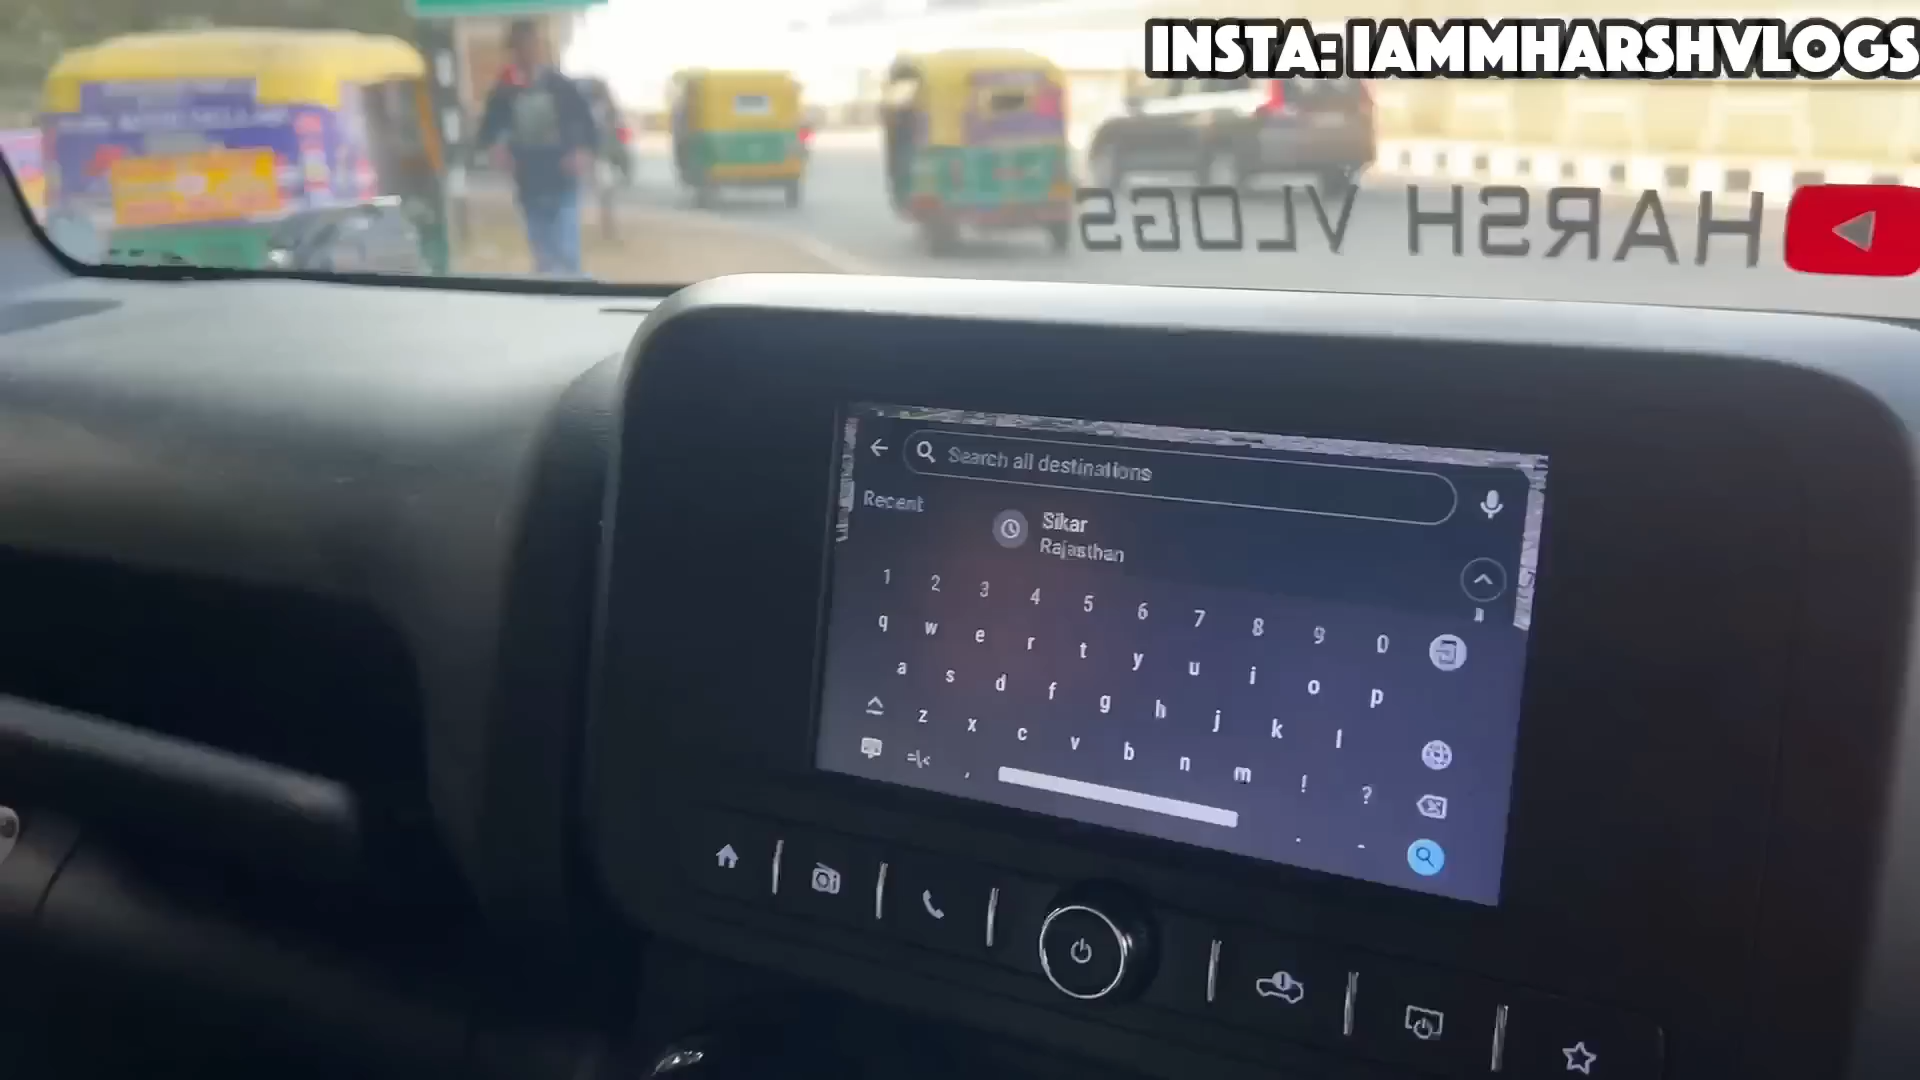 INSTA: IAMMHARSHVLOGS
HARSH VLOGS
Search all destinations
Recent
Sikar
Rajasthan
1 2 3 4 5 6 7 8 9 0
q w e r t y u i o p
a s d f g h j k l
z x c v b n m ! ?
=\<
,
.